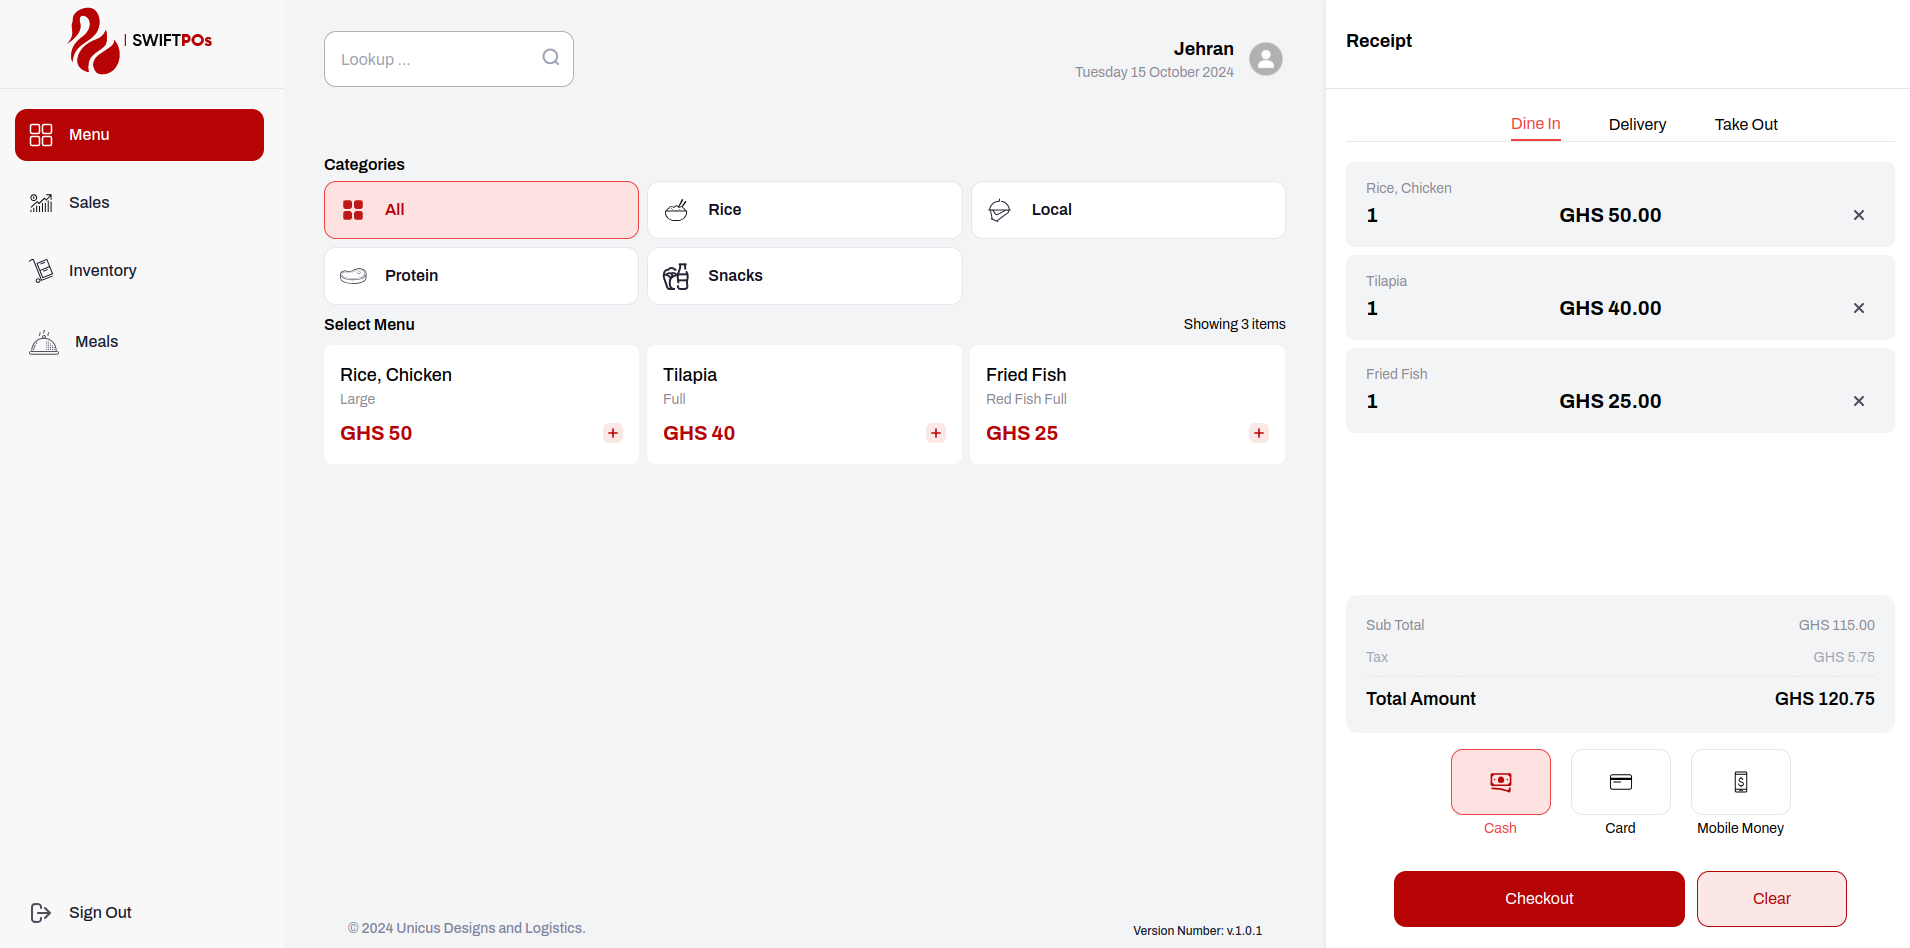 | SWIFTPOs
Menu
Sales
Inventory
Meals
Sign Out
Lookup ...
Jehran
Tuesday 15 October 2024
Categories
All
Rice
Local
Protein
Snacks
Select Menu
Showing 3 items
Rice, Chicken
Large
GHS 50
+
Tilapia
Full
GHS 40
+
Fried Fish
Red Fish Full
GHS 25
+
© 2024 Unicus Designs and Logistics.
Version Number: v.1.0.1
Receipt
Dine In
Delivery
Take Out
Rice, Chicken
1 GHS 50.00 ×
Tilapia
1 GHS 40.00 ×
Fried Fish
1 GHS 25.00 ×
Sub Total GHS 115.00
Tax GHS 5.75
Total Amount GHS 120.75
Cash
Card
Mobile Money
Checkout
Clear